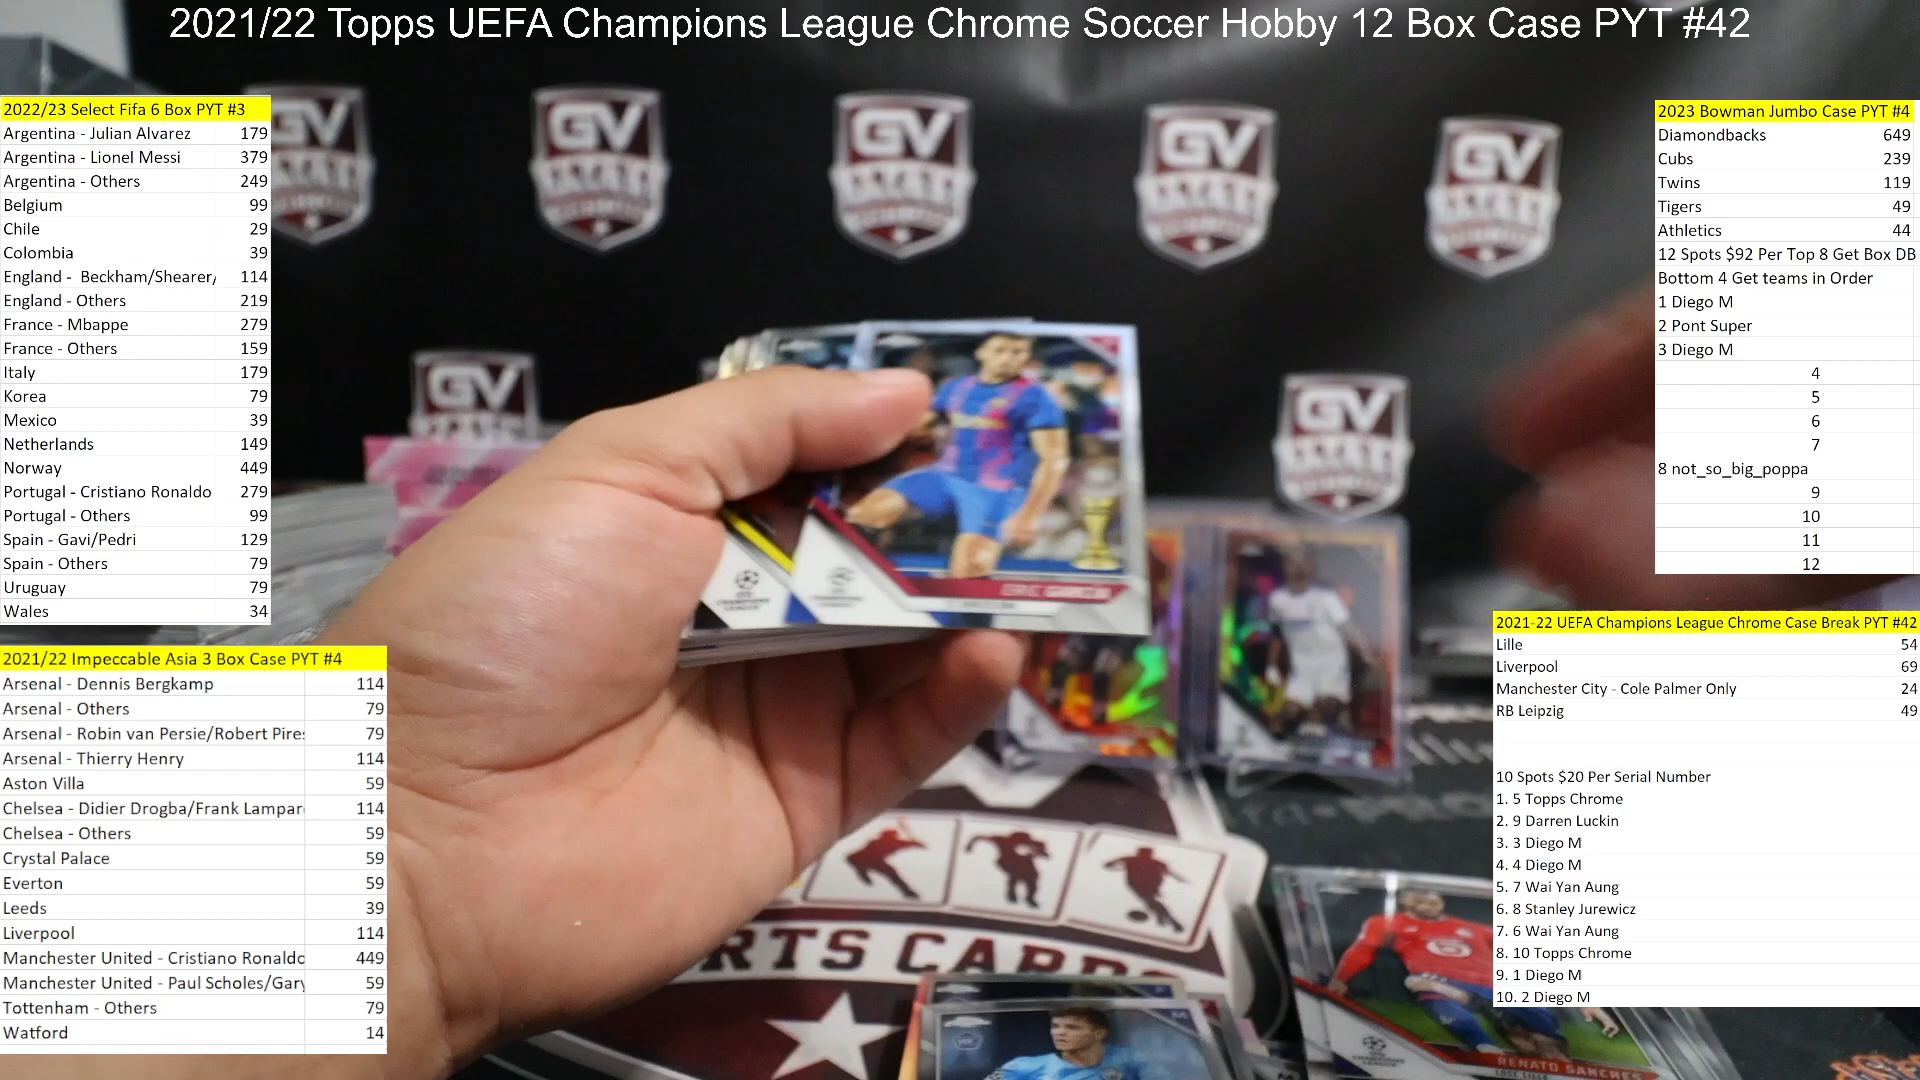 2021/22 Topps UEFA Champions League Chrome Soccer Hobby 12 Box Case PYT #42
2022/23 Select Fifa 6 Box PYT #3
Argentina - Julian Alvarez 179
Argentina - Lionel Messi 379
Argentina - Others 249
Belgium 99
Chile 29
Colombia 39
England - Beckham/Shearer/ 114
England - Others 219
France - Mbappe 279
France - Others 159
Italy 179
Korea 79
Mexico 39
Netherlands 149
Norway 449
Portugal - Cristiano Ronaldo 279
Portugal - Others 99
Spain - Gavi/Pedri 129
Spain - Others 79
Uruguay 79
Wales 34
2021/22 Impeccable Asia 3 Box Case PYT #4
Arsenal - Dennis Bergkamp 114
Arsenal - Others 79
Arsenal - Robin van Persie/Robert Pires 79
Arsenal - Thierry Henry 114
Aston Villa 59
Chelsea - Didier Drogba/Frank Lampar 114
Chelsea - Others 59
Crystal Palace 59
Everton 59
Leeds 39
Liverpool 114
Manchester United - Cristiano Ronaldo 449
Manchester United - Paul Scholes/Gary 59
Tottenham - Others 79
Watford 14
2023 Bowman Jumbo Case PYT #4
Diamondbacks 649
Cubs 239
Twins 119
Tigers 49
Athletics 44
12 Spots $92 Per Top 8 Get Box DB
Bottom 4 Get teams in Order
1 Diego M
2 Pont Super
3 Diego M
4
5
6
7
8 not_so_big_poppa
9
10
11
12
2021-22 UEFA Champions League Chrome Case Break PYT #42
Lille 54
Liverpool 69
Manchester City - Cole Palmer Only 24
RB Leipzig 49
10 Spots $20 Per Serial Number
1. 5 Topps Chrome
2. 9 Darren Luckin
3. 3 Diego M
4. 4 Diego M
5. 7 Wai Yan Aung
6. 8 Stanley Jurewicz
7. 6 Wai Yan Aung
8. 10 Topps Chrome
9. 1 Diego M
10. 2 Diego M
GV
GV
GV
GV
GV
GV
GV
ERIC GARCIA
RTS CARDS
RENATO SANCHES
LOSC LILLE